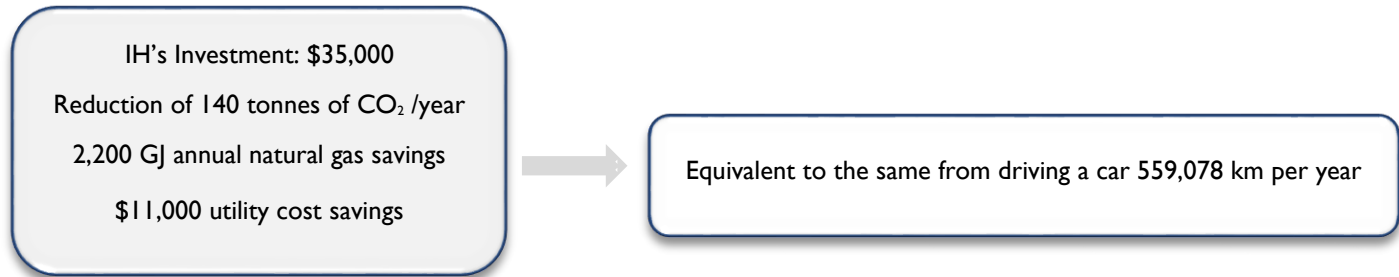 IH’s Investment: $35,000
Reduction of 140 tonnes of CO₂ /year
2,200 GJ annual natural gas savings
$11,000 utility cost savings
Equivalent to the same from driving a car 559,078 km per year